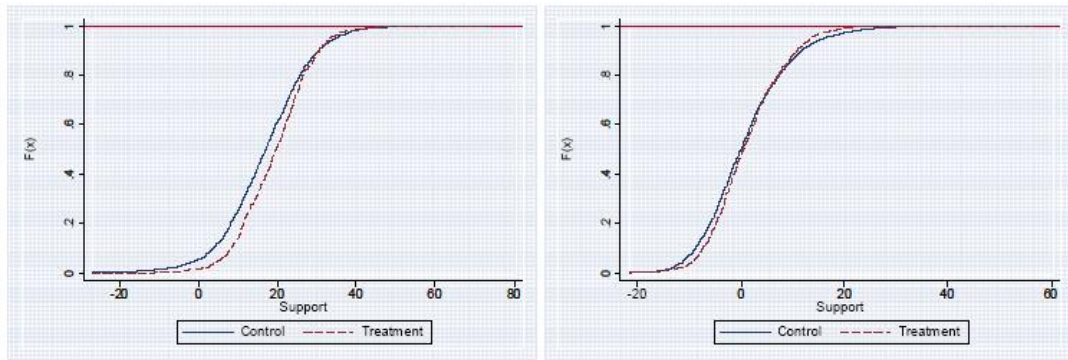 1
.8
.6
.4
.2
0
F(x)
-20 0 20 40 60 80
Support
Control Treatment
1
.8
.6
.4
.2
0
F(x)
-20 0 20 40 60
Support
Control Treatment